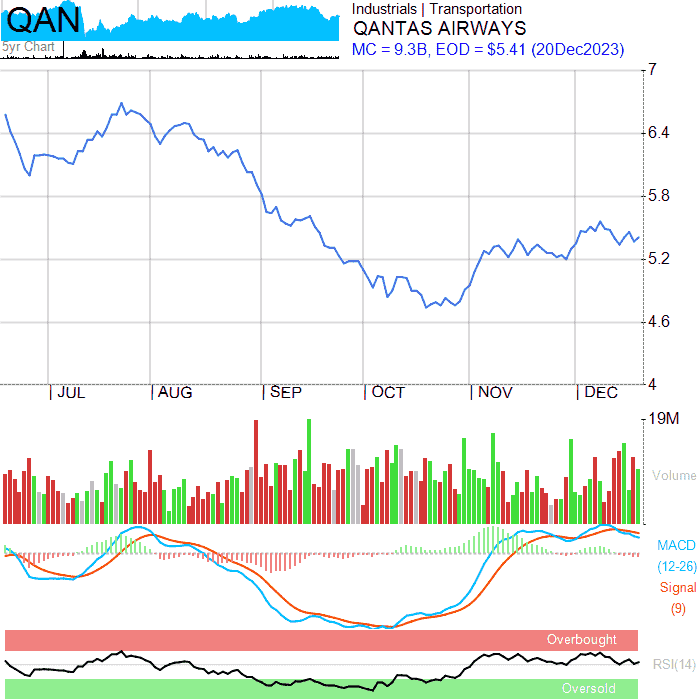 QAN
5yr Chart
Industrials | Transportation
QANTAS AIRWAYS
MC = 9.3B, EOD = $5.41 (20Dec2023)
7
6.4
5.8
5.2
4.6
4
JUL AUG SEP OCT NOV DEC
19M
Volume
MACD
(12-26)
Signal
(9)
Overbought
RSI(14)
Oversold